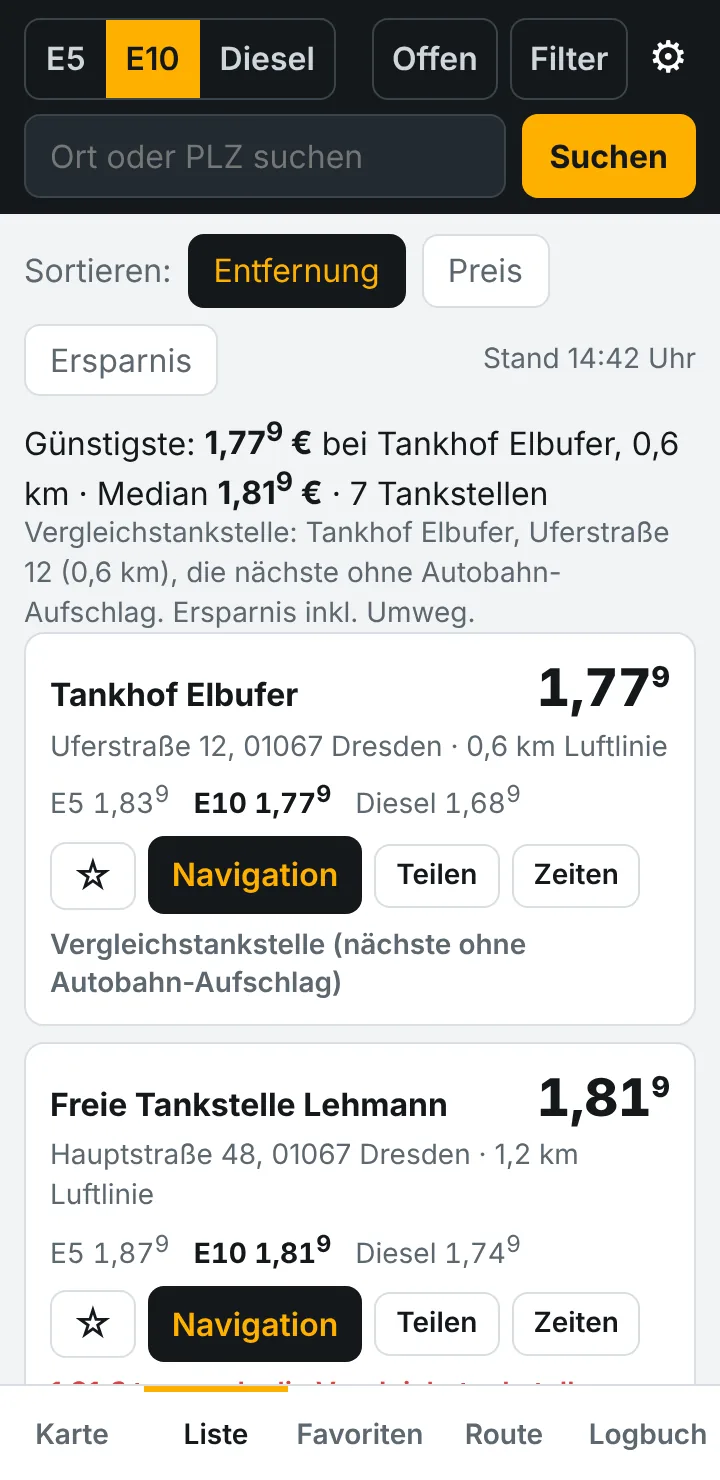 E5 E10 Diesel Offen Filter
Ort oder PLZ suchen Suchen
Sortieren: Entfernung Preis
Ersparnis Stand 14:42 Uhr
Günstigste: 1,77⁹ € bei Tankhof Elbufer, 0,6
km · Median 1,81⁹ € · 7 Tankstellen
Vergleichstankstelle: Tankhof Elbufer, Uferstraße
12 (0,6 km), die nächste ohne Autobahn-
Aufschlag. Ersparnis inkl. Umweg.
Tankhof Elbufer 1,77⁹
Uferstraße 12, 01067 Dresden · 0,6 km Luftlinie
E5 1,83⁹ E10 1,77⁹ Diesel 1,68⁹
☆ Navigation Teilen Zeiten
Vergleichstankstelle (nächste ohne
Autobahn-Aufschlag)
Freie Tankstelle Lehmann 1,81⁹
Hauptstraße 48, 01067 Dresden · 1,2 km
Luftlinie
E5 1,87⁹ E10 1,81⁹ Diesel 1,74⁹
☆ Navigation Teilen Zeiten
Karte Liste Favoriten Route Logbuch